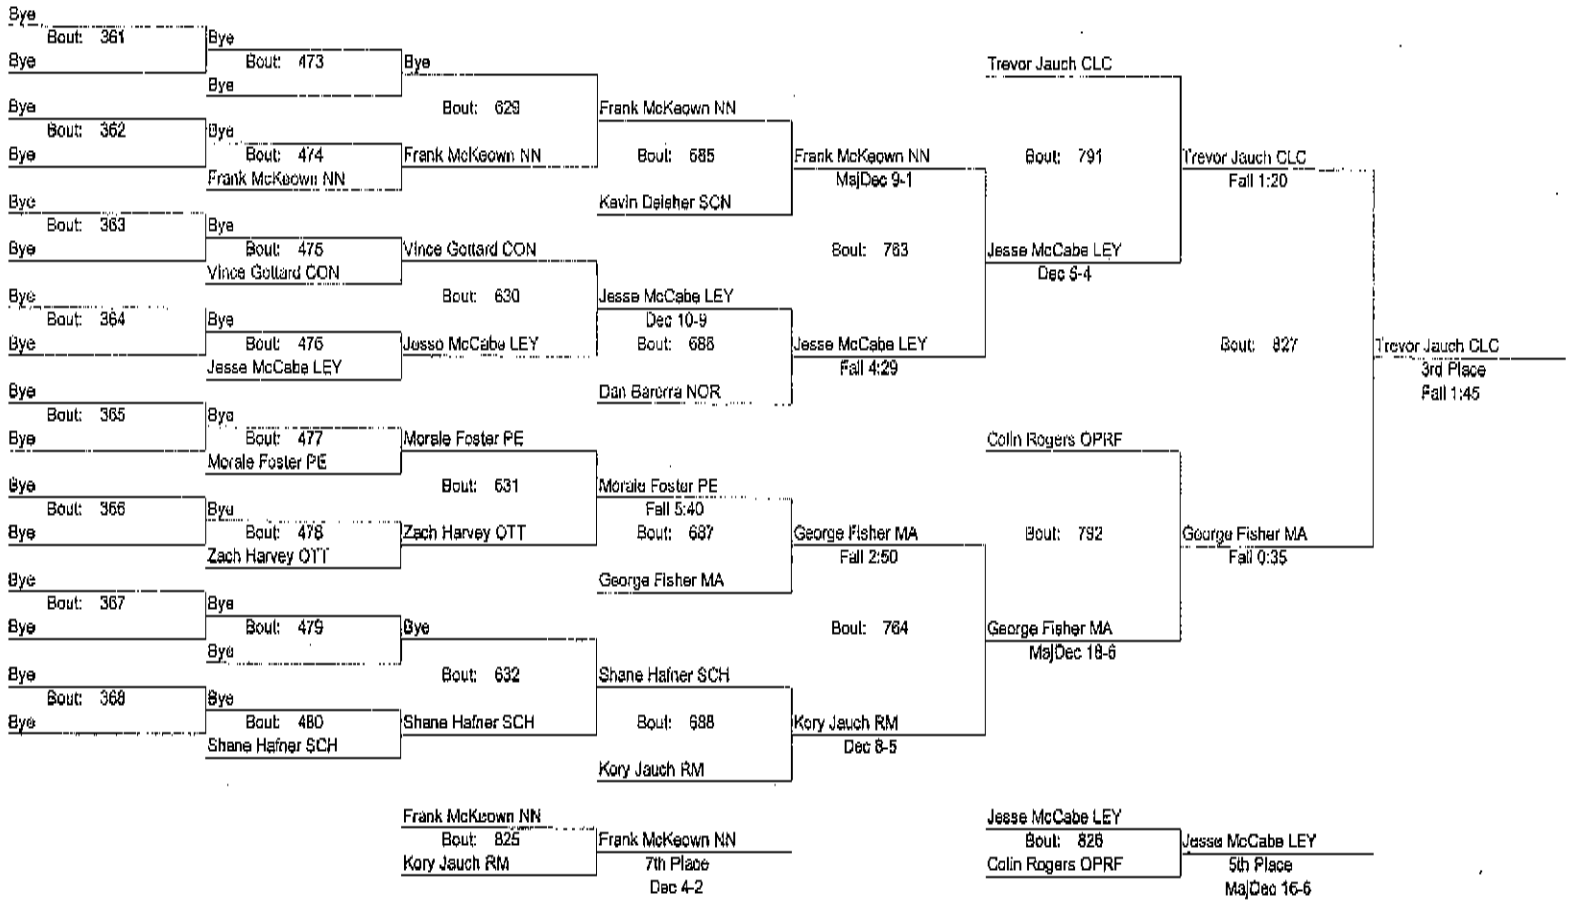 Bye
Bout: 361
Bye
Bye
Bout: 362
Bye
Bye
Bout: 363
Bye
Bye
Bout: 364
Bye
Bye
Bout: 365
Bye
Bye
Bout: 366
Bye
Bye
Bout: 367
Bye
Bye
Bout: 368
Bye
Bye
Bout: 473
Bye
Bye
Bout: 474
Frank McKeown NN
Bye
Bout: 475
Vince Gottard CON
Bye
Bout: 476
Jesse McCabe LEY
Bye
Bout: 477
Morale Foster PE
Bye
Bout: 478
Zach Harvey OTT
Bye
Bout: 479
Bye
Bye
Bout: 480
Shane Hafner SCH
Bye
Bout: 629
Frank McKeown NN
Vince Gottard CON
Bout: 630
Jesse McCabe LEY
Morale Foster PE
Bout: 631
Zach Harvey OTT
Bye
Bout: 632
Shane Hafner SCH
Frank McKeown NN
Bout: 685
Kevin Deisher SCN
Jesse McCabe LEY
Dec 10-9
Bout: 686
Dan Barerra NOR
Morale Foster PE
Fall 5:40
Bout: 687
George Fisher MA
Shane Hafner SCH
Bout: 688
Kory Jauch RM
Frank McKeown NN
MajDec 9-1
Bout: 763
Jesse McCabe LEY
Fall 4:29
George Fisher MA
Fall 2:50
Bout: 764
Kory Jauch RM
Dec 8-5
Trevor Jauch CLC
Bout: 791
Jesse McCabe LEY
Dec 5-4
Colin Rogers OPRF
Bout: 792
George Fisher MA
MajDec 18-6
Trevor Jauch CLC
Fall 1:20
Bout: 827
George Fisher MA
Fall 0:35
Trevor Jauch CLC
3rd Place
Fall 1:45
Frank McKeown NN
Bout: 825
Kory Jauch RM
Frank McKeown NN
7th Place
Dec 4-2
Jesse McCabe LEY
Bout: 826
Colin Rogers OPRF
Jesse McCabe LEY
5th Place
MajDec 16-6